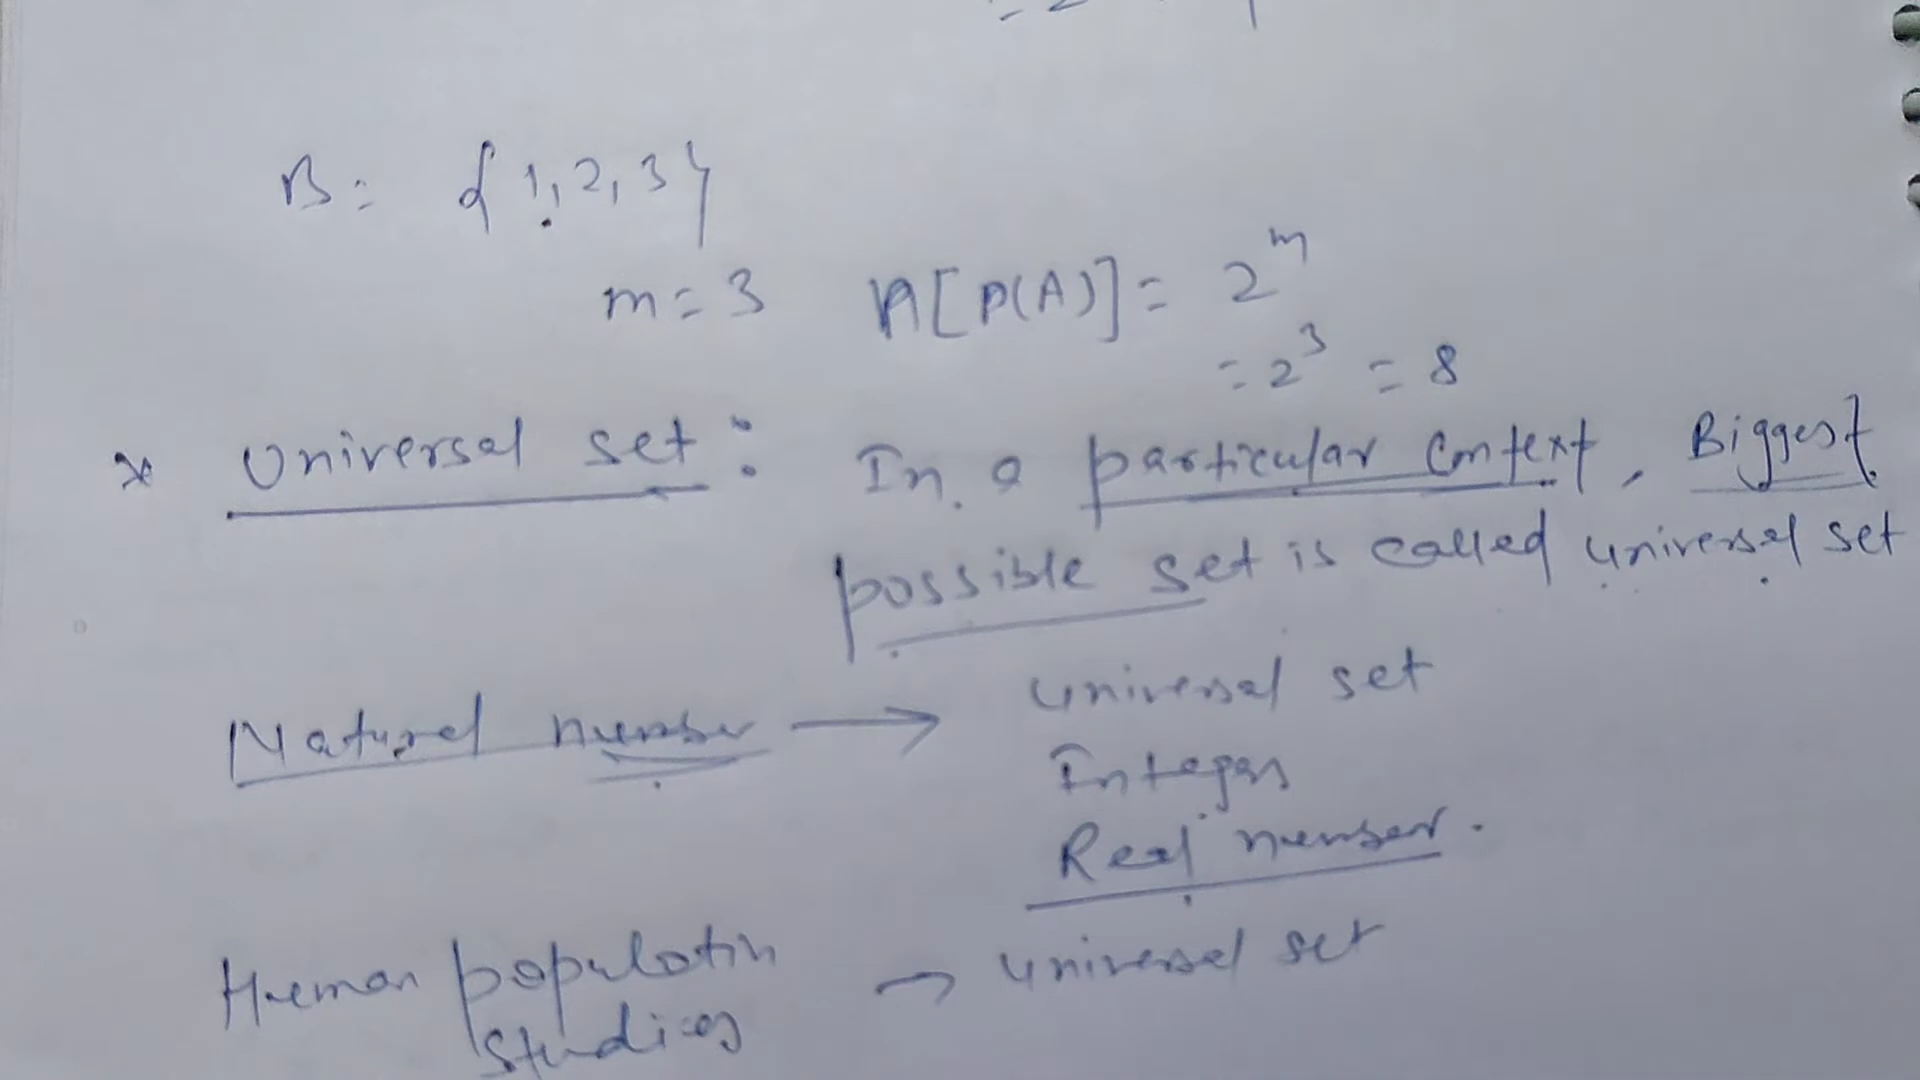 B = {1, 2, 3}
m = 3 n[P(A)] = 2^m
= 2^3 = 8
* Universal set : In a particular context, Biggest
possible set is called universal set
Natural number → universal set
Integers
Real number.
Human population → universal set
studies